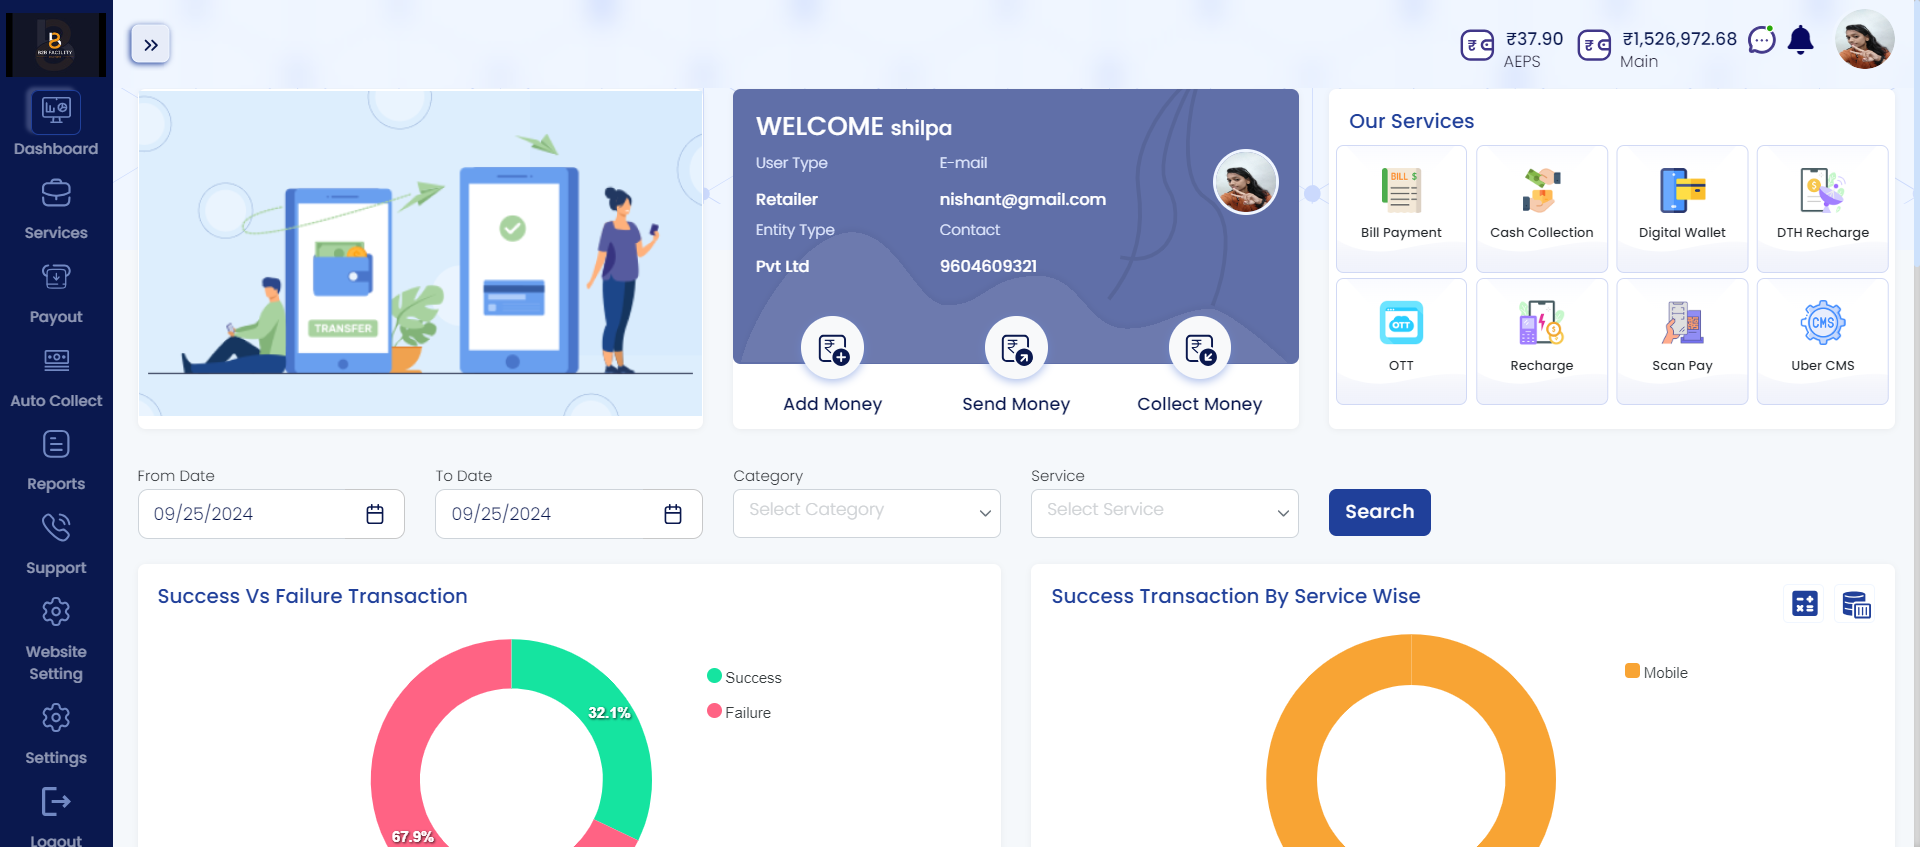 B2B FACILITY
₹37.90
AEPS
₹1,526,972.68
Main
Dashboard
Services
Payout
Auto Collect
Reports
Support
Website
Setting
Settings
Logout
TRANSFER
WELCOME shilpa
User Type
E-mail
Retailer
nishant@gmail.com
Entity Type
Contact
Pvt Ltd
9604609321
Add Money
Send Money
Collect Money
Our Services
BILL $
Bill Payment
Cash Collection
Digital Wallet
DTH Recharge
OTT
OTT
Recharge
Scan Pay
CMS
Uber CMS
From Date
To Date
Category
Service
09/25/2024
09/25/2024
Select Category
Select Service
Search
Success Vs Failure Transaction
32.1%
67.9%
Success
Failure
Success Transaction By Service Wise
Mobile